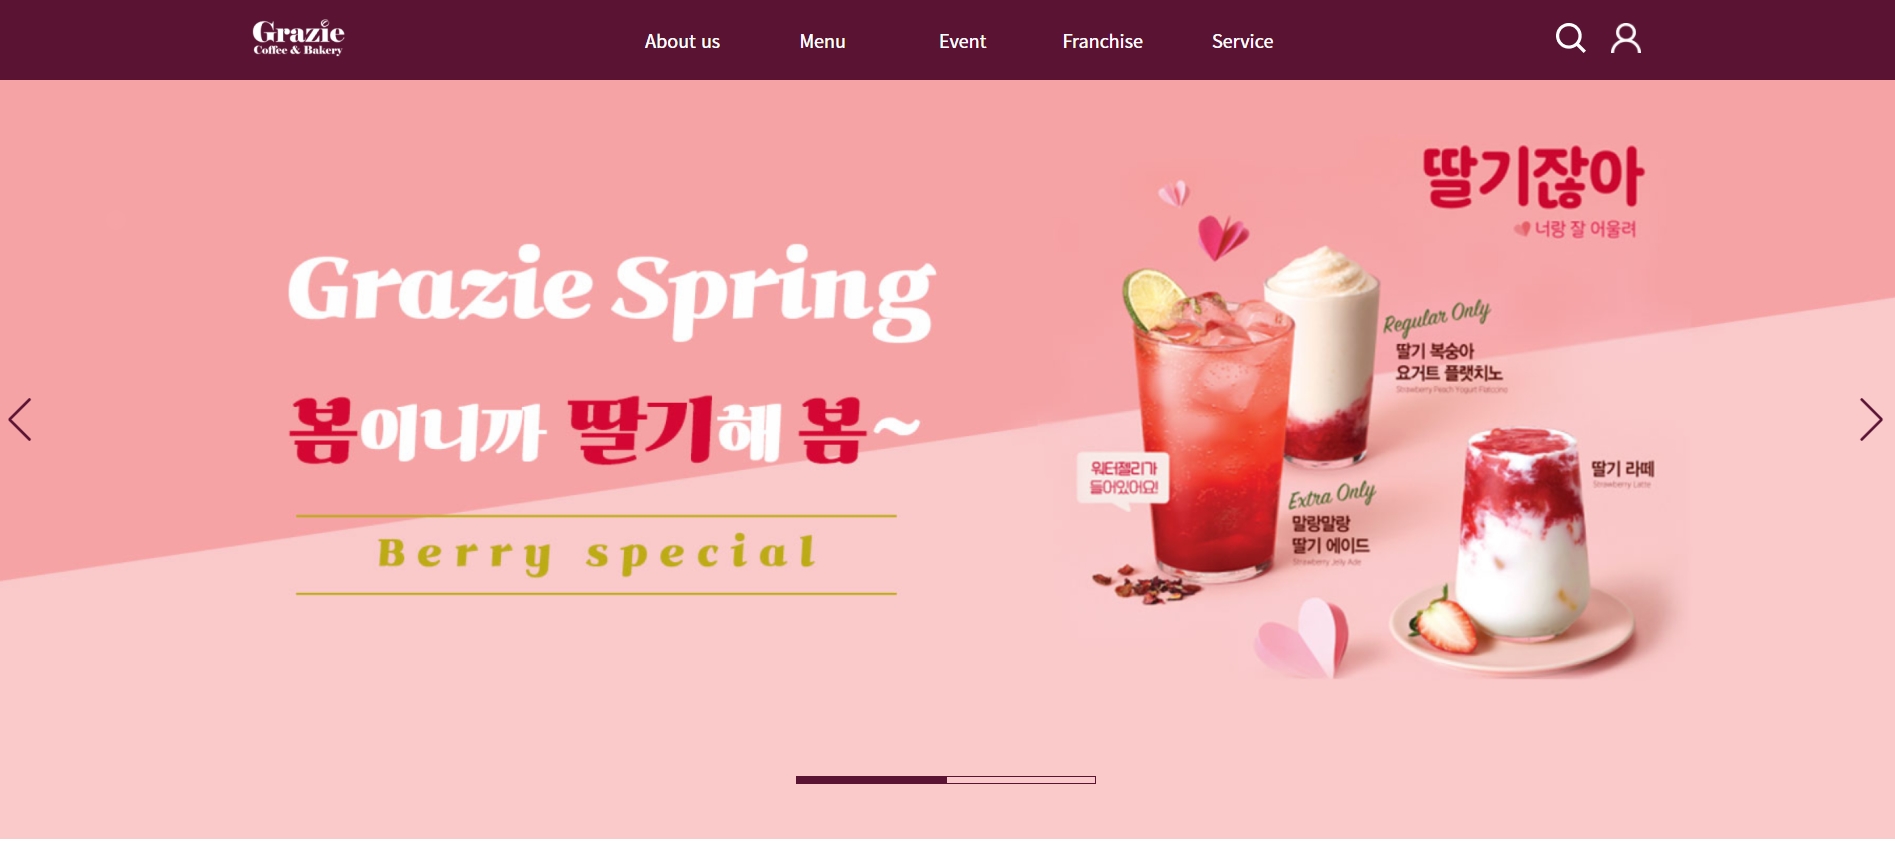 Grazie
Coffee & Bakery
About us
Menu
Event
Franchise
Service
Grazie Spring
봄이니까 딸기해 봄~
Berry special
딸기잖아
너랑 잘 어울려
Regular Only
딸기 복숭아
요거트 플랫치노
Strawberry Peach Yogurt Flatccino
워터젤리가
들어있어요!
Extra Only
말랑말랑
딸기 에이드
Strawberry Jelly Ade
딸기 라떼
Strawberry Latte